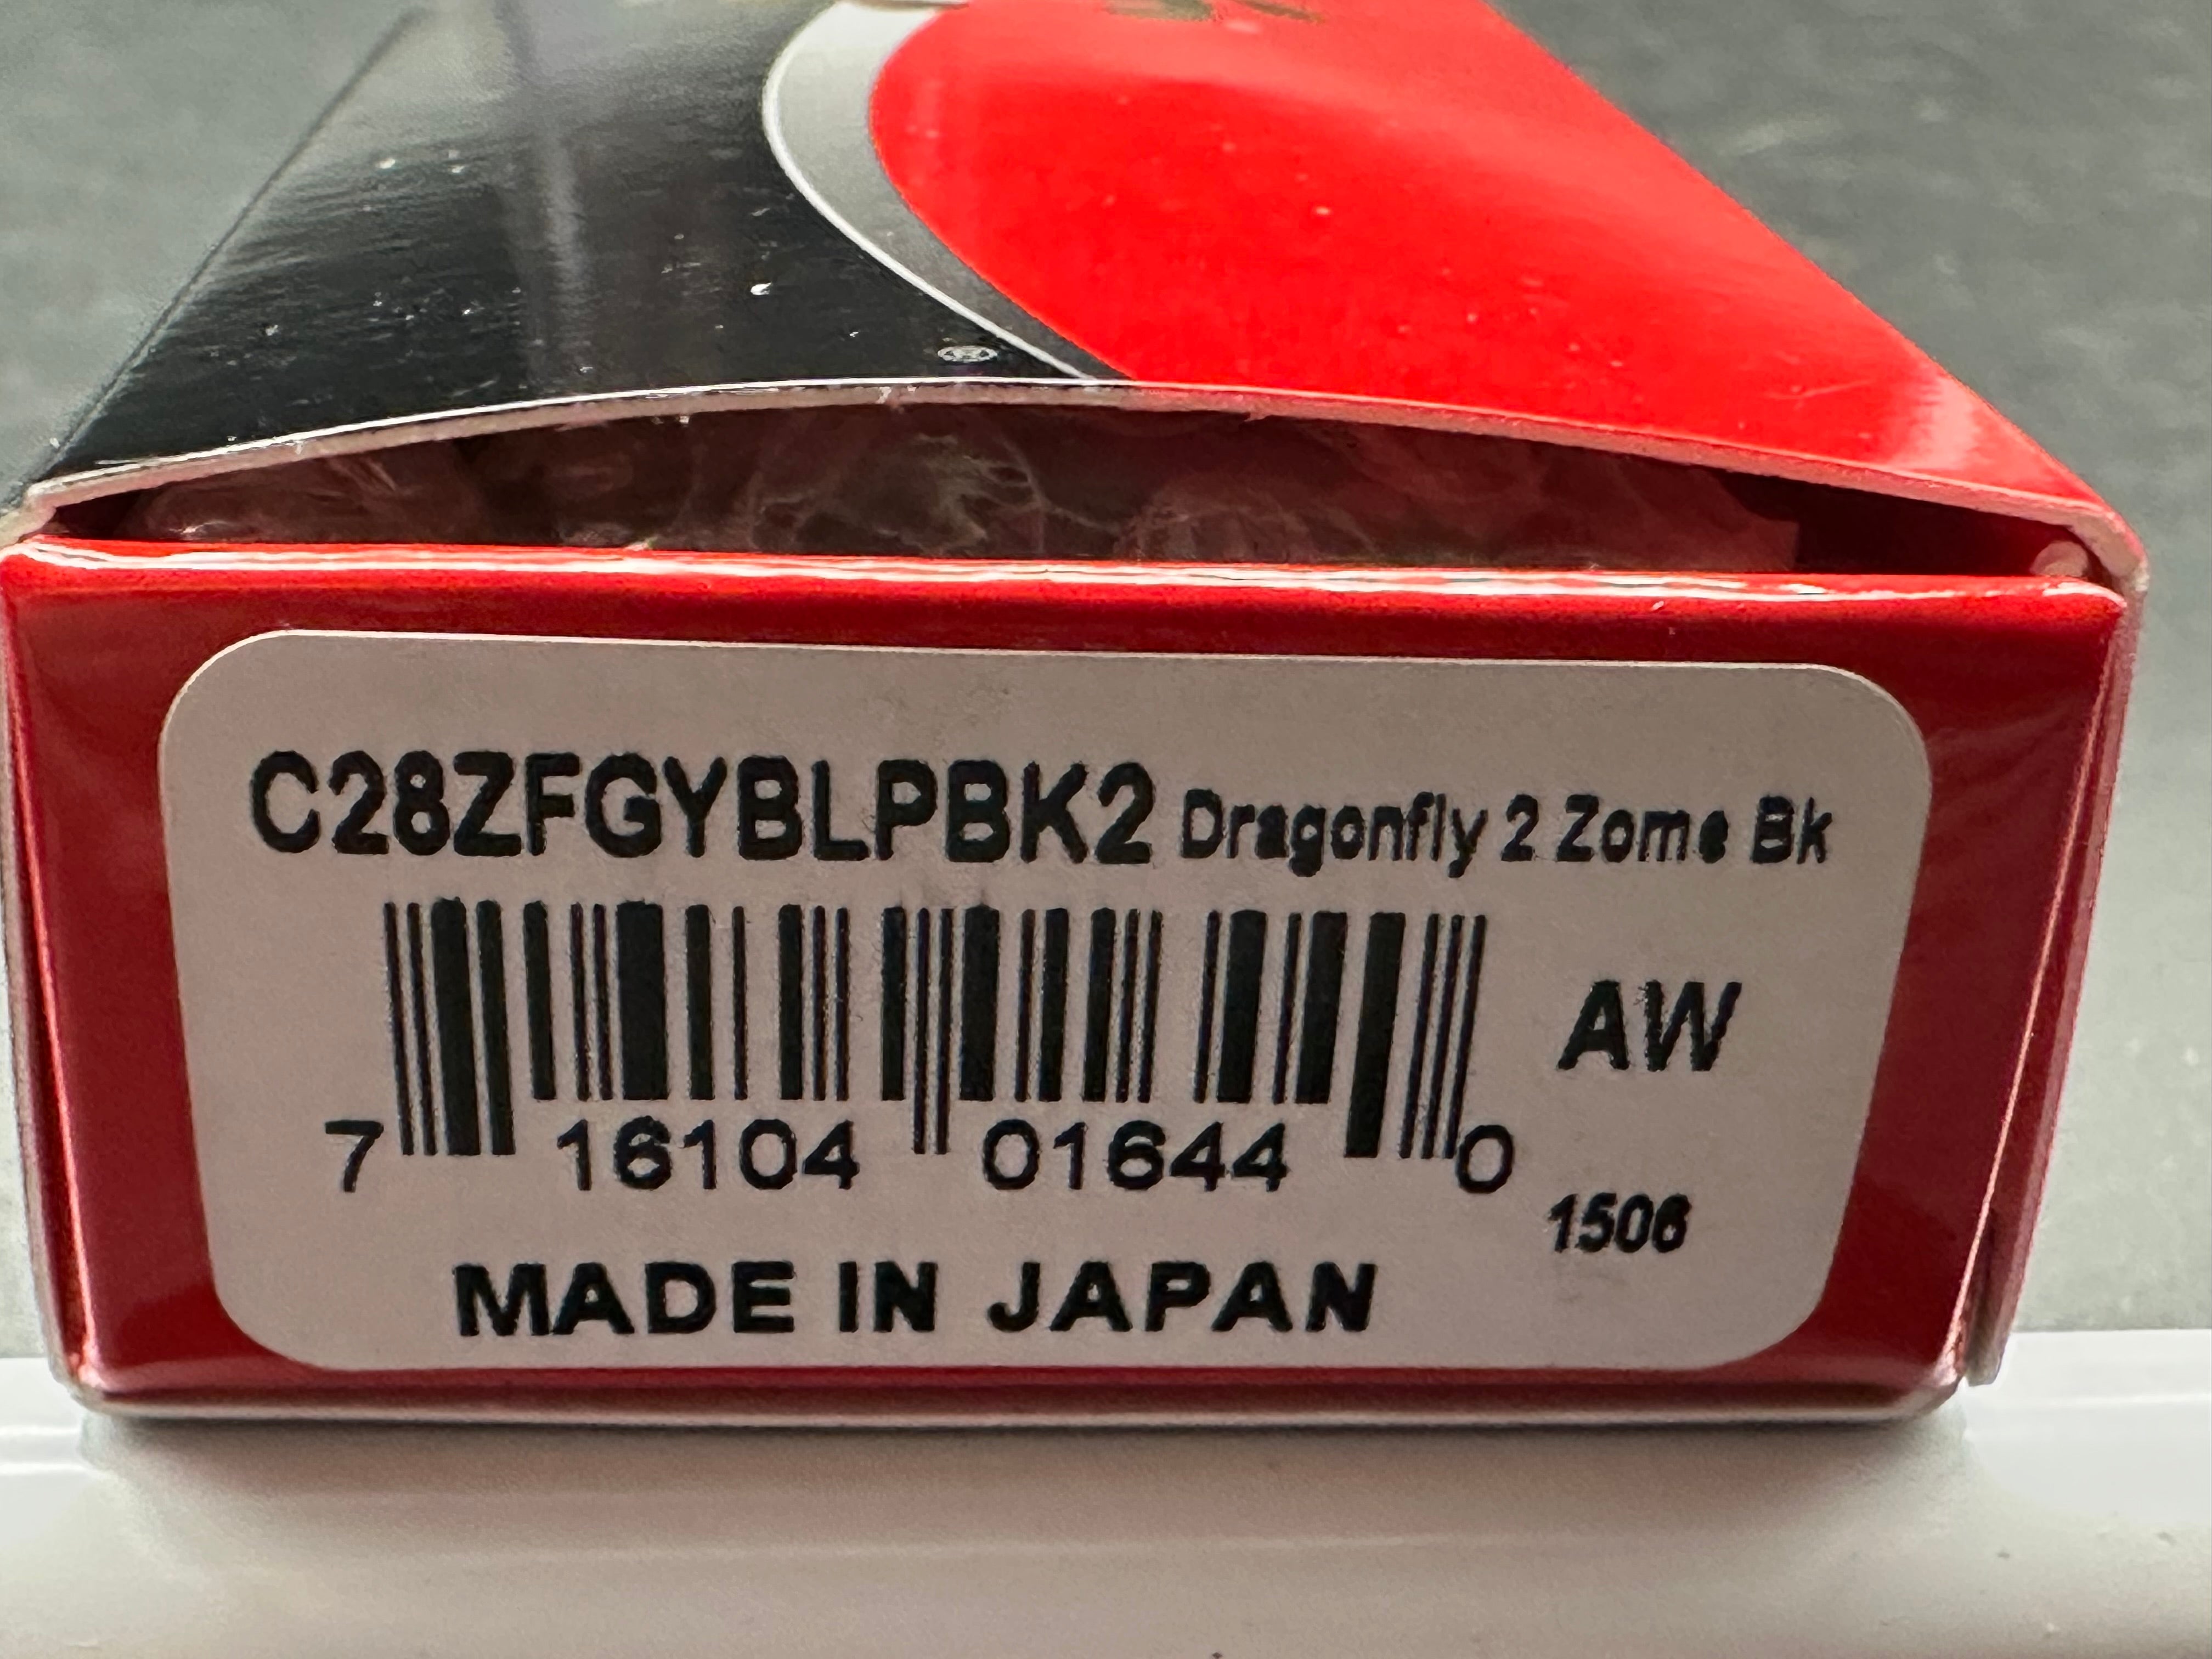 ®
C28ZFGYBLPBK2 Dragonfly 2 Zome Bk
AW
7 16104 01644 0
1506
MADE IN JAPAN